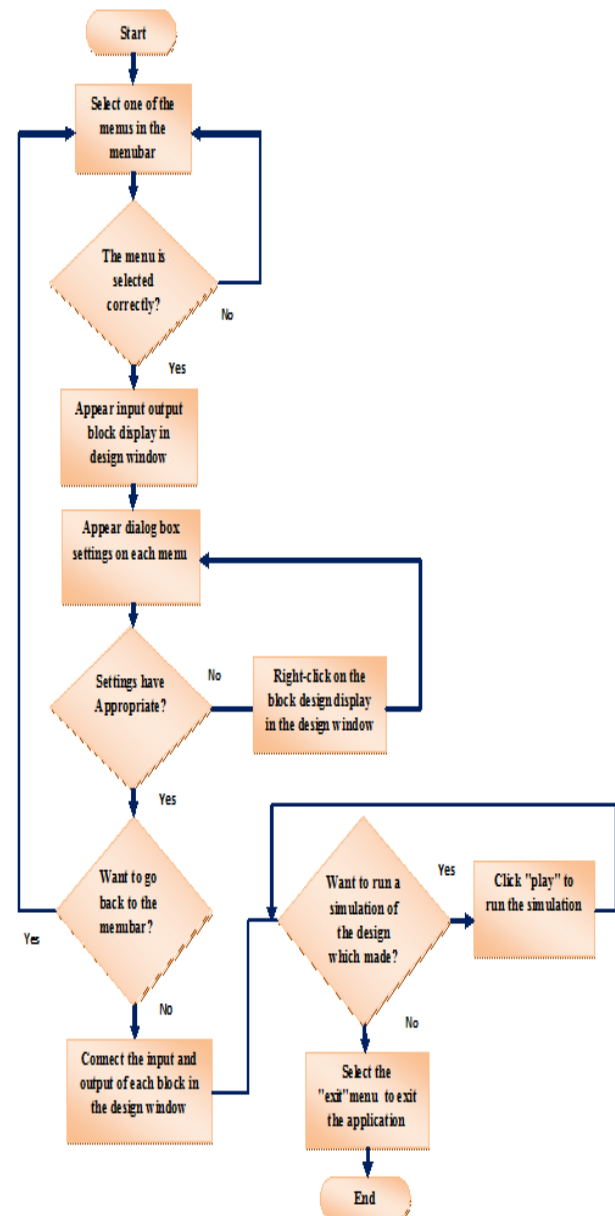 Start
Select one of the
menus in the
menubar
The menu is
selected
correctly?
No
Yes
Appear input output
block display in
design window
Appear dialog box
settings on each menu
Settings have
Appropriate?
No
Right-click on the
block design display
in the design window
Yes
Want to go
back to the
menubar?
Yes
No
Connect the input and
output of each block in
the design window
Want to run a
simulation of
the design
which made?
Yes
Click "play" to
run the simulation
No
Select the
"exit"menu to exit
the application
End